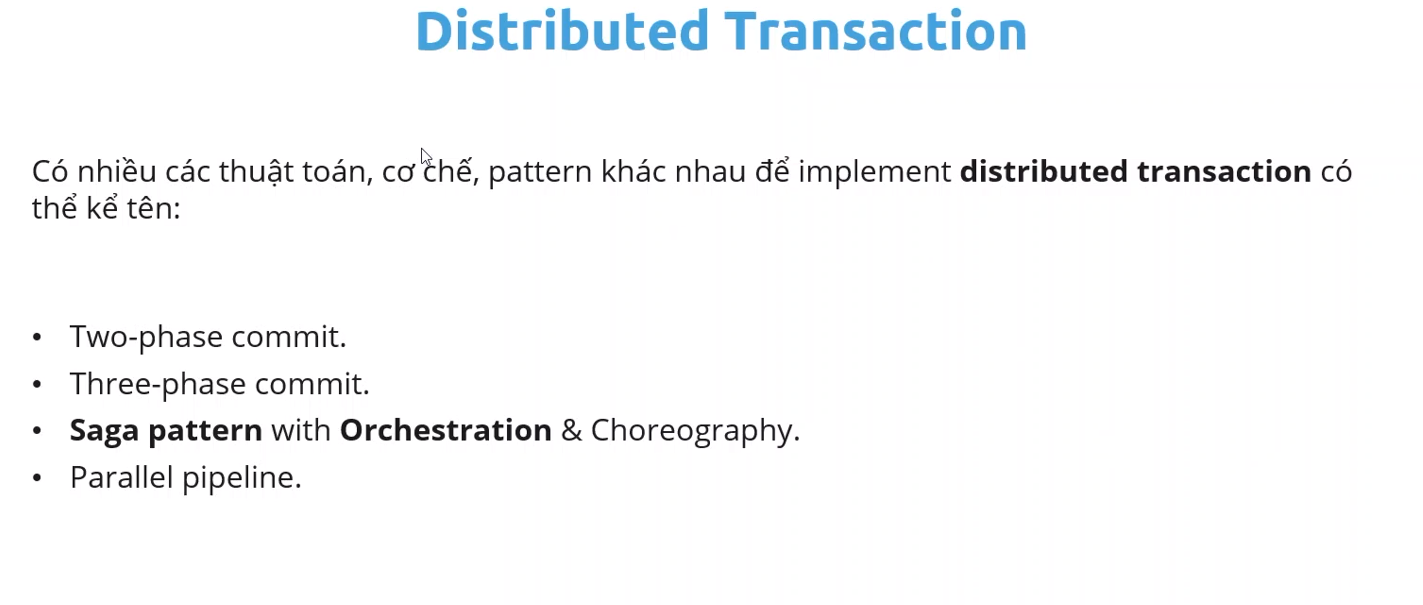 Distributed Transaction
Có nhiều các thuật toán, cơ chế, pattern khác nhau để implement distributed transaction có
thể kể tên:
• Two-phase commit.
• Three-phase commit.
• Saga pattern with Orchestration & Choreography.
• Parallel pipeline.